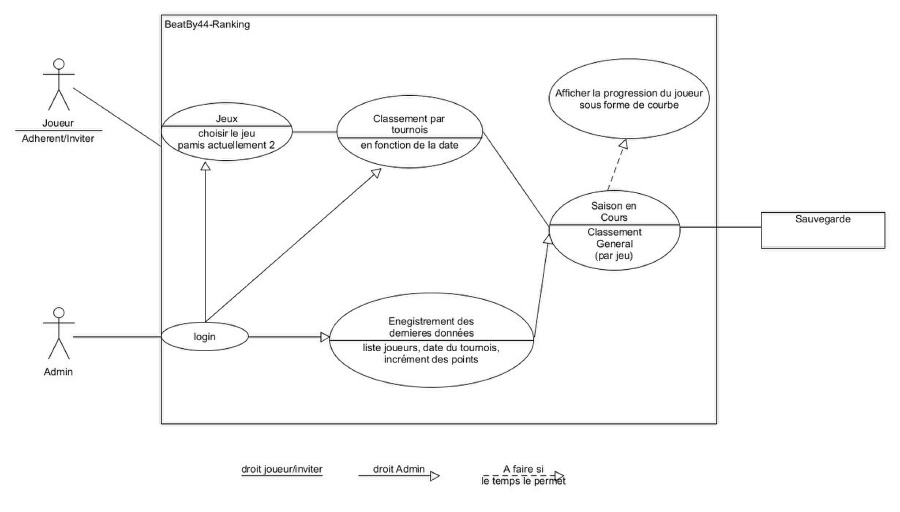 BeatBy44-Ranking
Joueur
Adherent/Inviter
Jeux
choisir le jeu
pamis actuellement 2
Classement par
tournois
en fonction de la date
Afficher la progression du joueur
sous forme de courbe
Saison en
Cours
Classement
General
(par jeu)
Sauvegarde
Admin
login
Enegistrement des
dernieres données
liste joueurs, date du tournois,
incrément des points
droit joueur/inviter
droit Admin
A faire si
le temps le permet